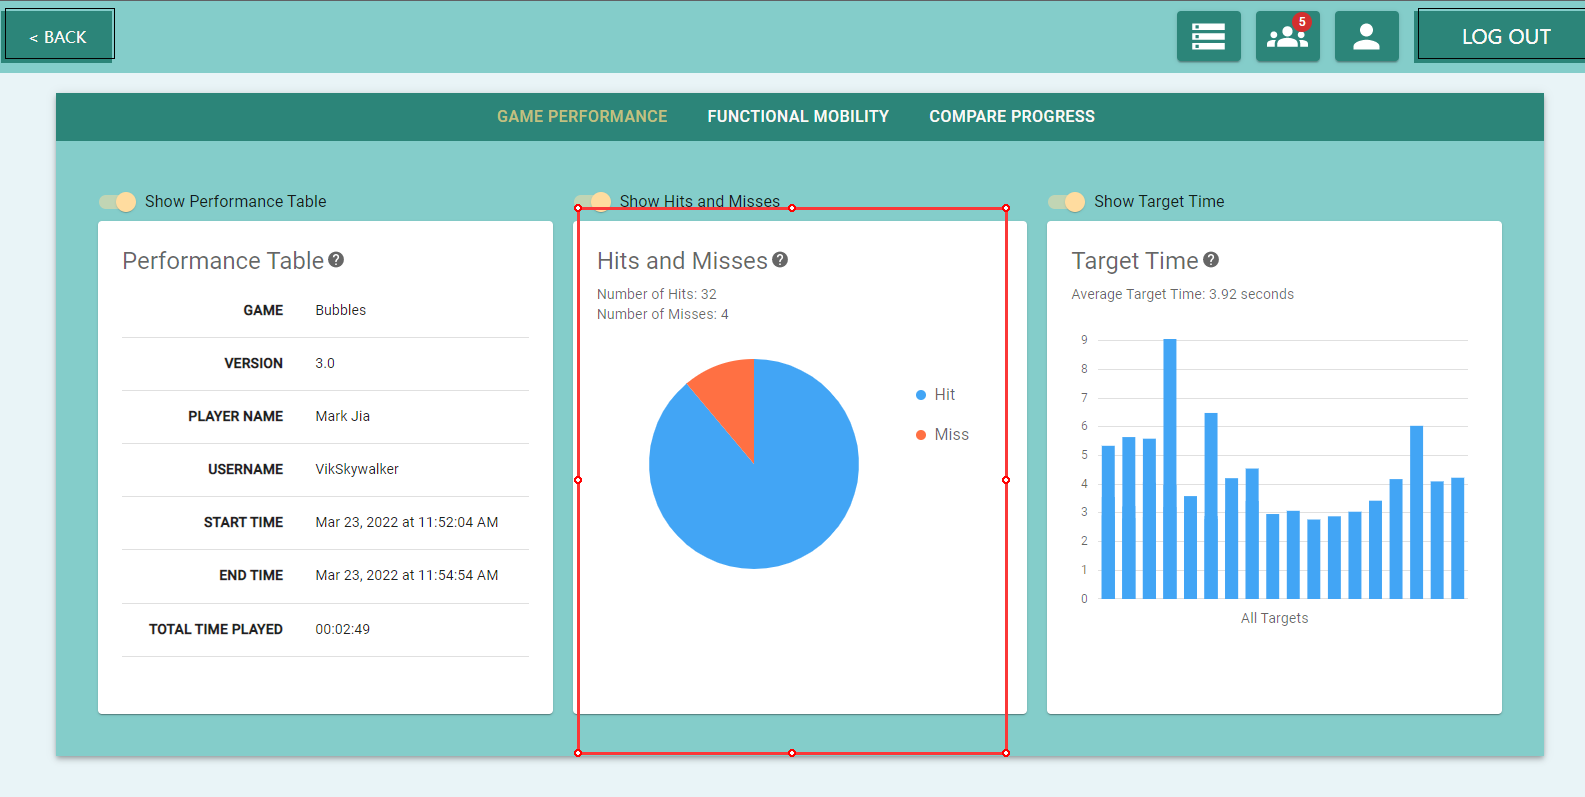 < BACK
5
LOG OUT
GAME PERFORMANCE
FUNCTIONAL MOBILITY
COMPARE PROGRESS
Show Performance Table
Performance Table
GAME Bubbles
VERSION 3.0
PLAYER NAME Mark Jia
USERNAME VikSkywalker
START TIME Mar 23, 2022 at 11:52:04 AM
END TIME Mar 23, 2022 at 11:54:54 AM
TOTAL TIME PLAYED 00:02:49
Show Hits and Misses
Hits and Misses
Number of Hits: 32
Number of Misses: 4
Hit
Miss
Show Target Time
Target Time
Average Target Time: 3.92 seconds
9
8
7
6
5
4
3
2
1
0
All Targets